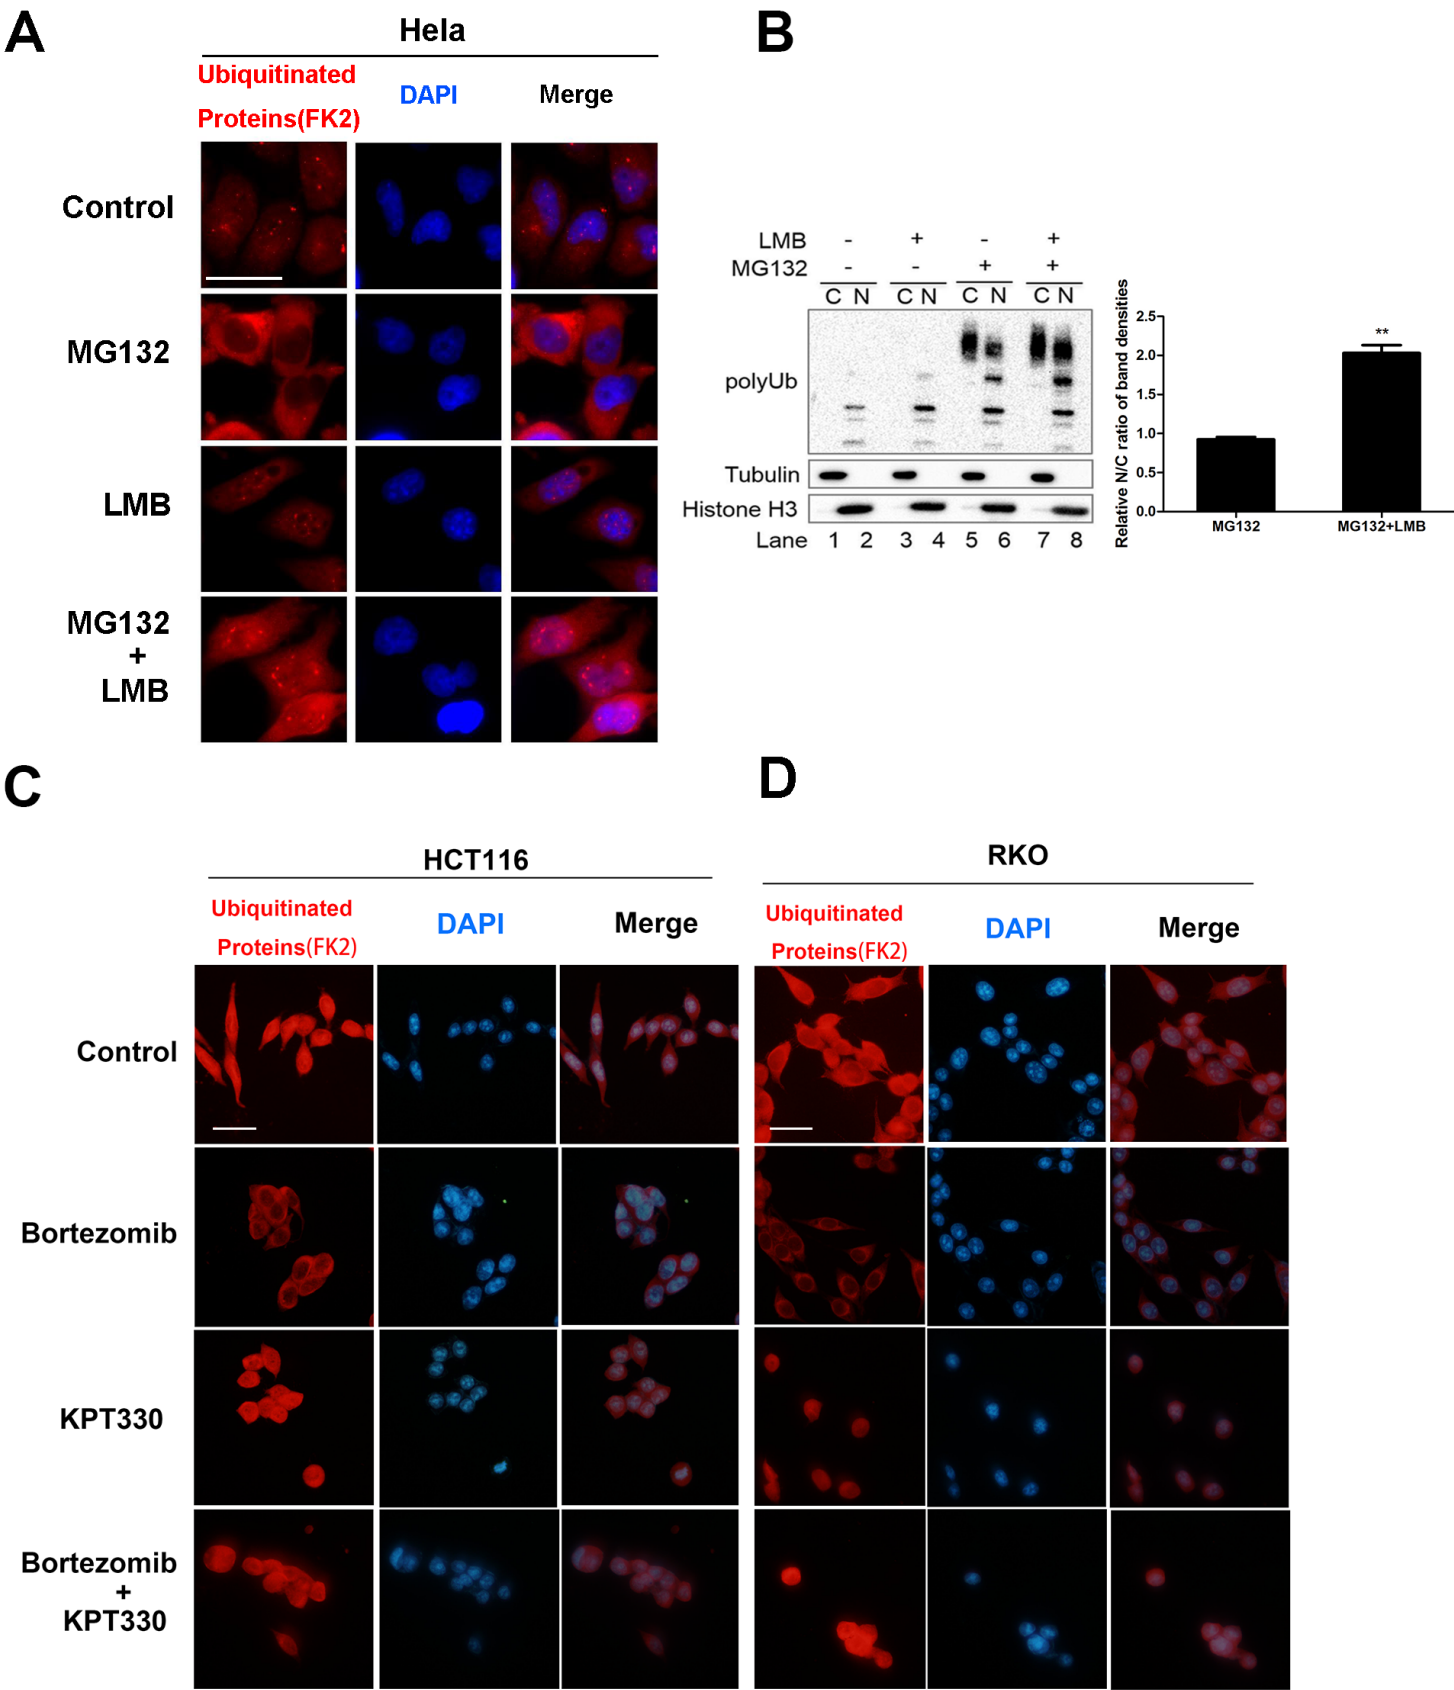 A
Hela
Ubiquitinated
Proteins(FK2)
DAPI
Merge
Control
MG132
LMB
MG132
+
LMB
B
LMB - + - +
MG132 - - + +
C N C N C N C N
polyUb
Tubulin
Histone H3
Lane 1 2 3 4 5 6 7 8
Relative N/C ratio of band densities
2.5
2.0
1.5
1.0
0.5
0.0
**
MG132
MG132+LMB
C
HCT116
Ubiquitinated
Proteins(FK2)
DAPI
Merge
Control
Bortezomib
KPT330
Bortezomib
+
KPT330
D
RKO
Ubiquitinated
Proteins(FK2)
DAPI
Merge